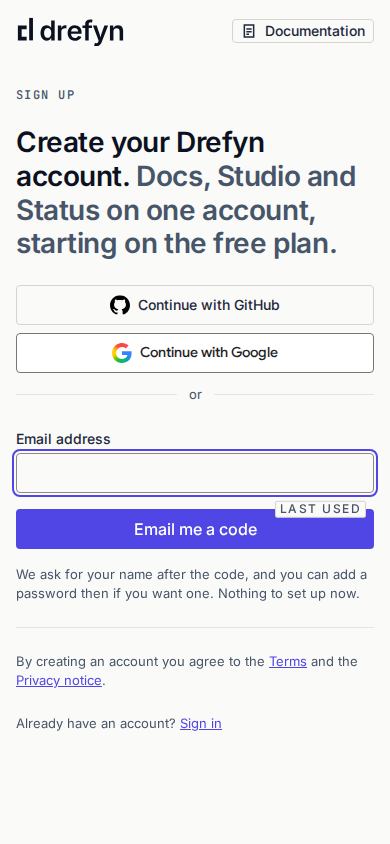 drefyn
Documentation
SIGN UP
Create your Drefyn
account. Docs, Studio and
Status on one account,
starting on the free plan.
Continue with GitHub
Continue with Google
or
Email address
LAST USED
Email me a code
We ask for your name after the code, and you can add a
password then if you want one. Nothing to set up now.
By creating an account you agree to the Terms and the
Privacy notice.
Already have an account? Sign in